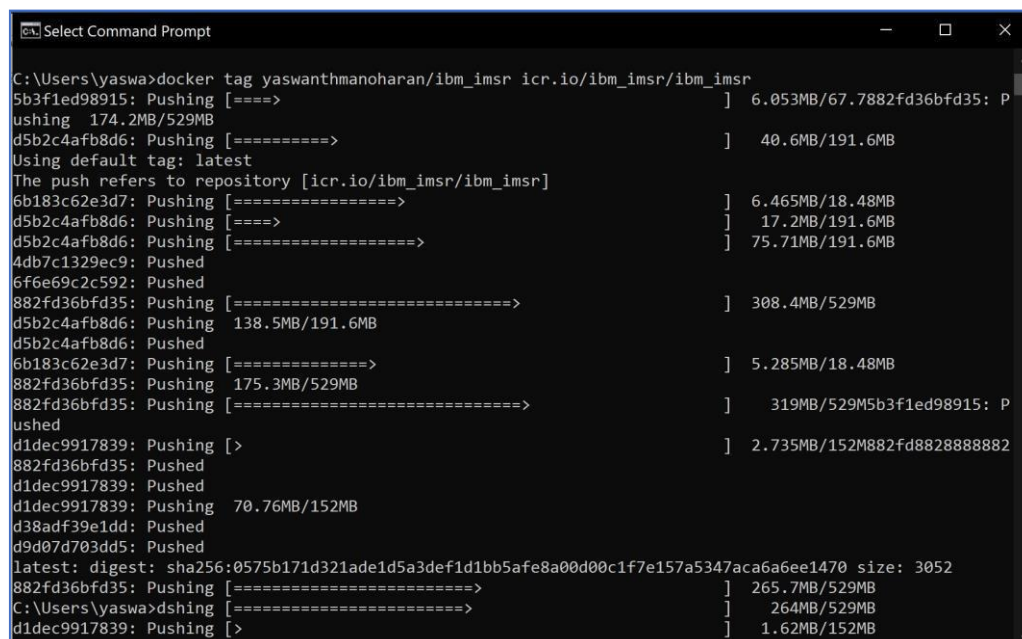 Select Command Prompt
C:\Users\yaswa>docker tag yaswanthmanoharan/ibm_imsr icr.io/ibm_imsr/ibm_imsr
5b3f1ed98915: Pushing [====>                                              ]  6.053MB/67.7882fd36bfd35: P
ushing  174.2MB/529MB
d5b2c4afb8d6: Pushing [==========>                                        ]   40.6MB/191.6MB
Using default tag: latest
The push refers to repository [icr.io/ibm_imsr/ibm_imsr]
6b183c62e3d7: Pushing [=================>                                 ]  6.465MB/18.48MB
d5b2c4afb8d6: Pushing [====>                                              ]   17.2MB/191.6MB
d5b2c4afb8d6: Pushing [===================>                               ]  75.71MB/191.6MB
4db7c1329ec9: Pushed
6f6e69c2c592: Pushed
882fd36bfd35: Pushing [=============================>                     ]  308.4MB/529MB
d5b2c4afb8d6: Pushing  138.5MB/191.6MB
d5b2c4afb8d6: Pushed
6b183c62e3d7: Pushing [==============>                                    ]  5.285MB/18.48MB
882fd36bfd35: Pushing  175.3MB/529MB
882fd36bfd35: Pushing [==============================>                    ]    319MB/529M5b3f1ed98915: P
ushed
d1dec9917839: Pushing [>                                                  ]  2.735MB/152M882fd8828888882
882fd36bfd35: Pushed
d1dec9917839: Pushed
d1dec9917839: Pushing  70.76MB/152MB
d38adf39e1dd: Pushed
d9d07d703dd5: Pushed
latest: digest: sha256:0575b171d321ade1d5a3def1d1bb5afe8a00d00c1f7e157a5347aca6a6ee1470 size: 3052
882fd36bfd35: Pushing [=========================>                         ]  265.7MB/529MB
C:\Users\yaswa>dshing [========================>                          ]    264MB/529MB
d1dec9917839: Pushing [>                                                  ]   1.62MB/152MB